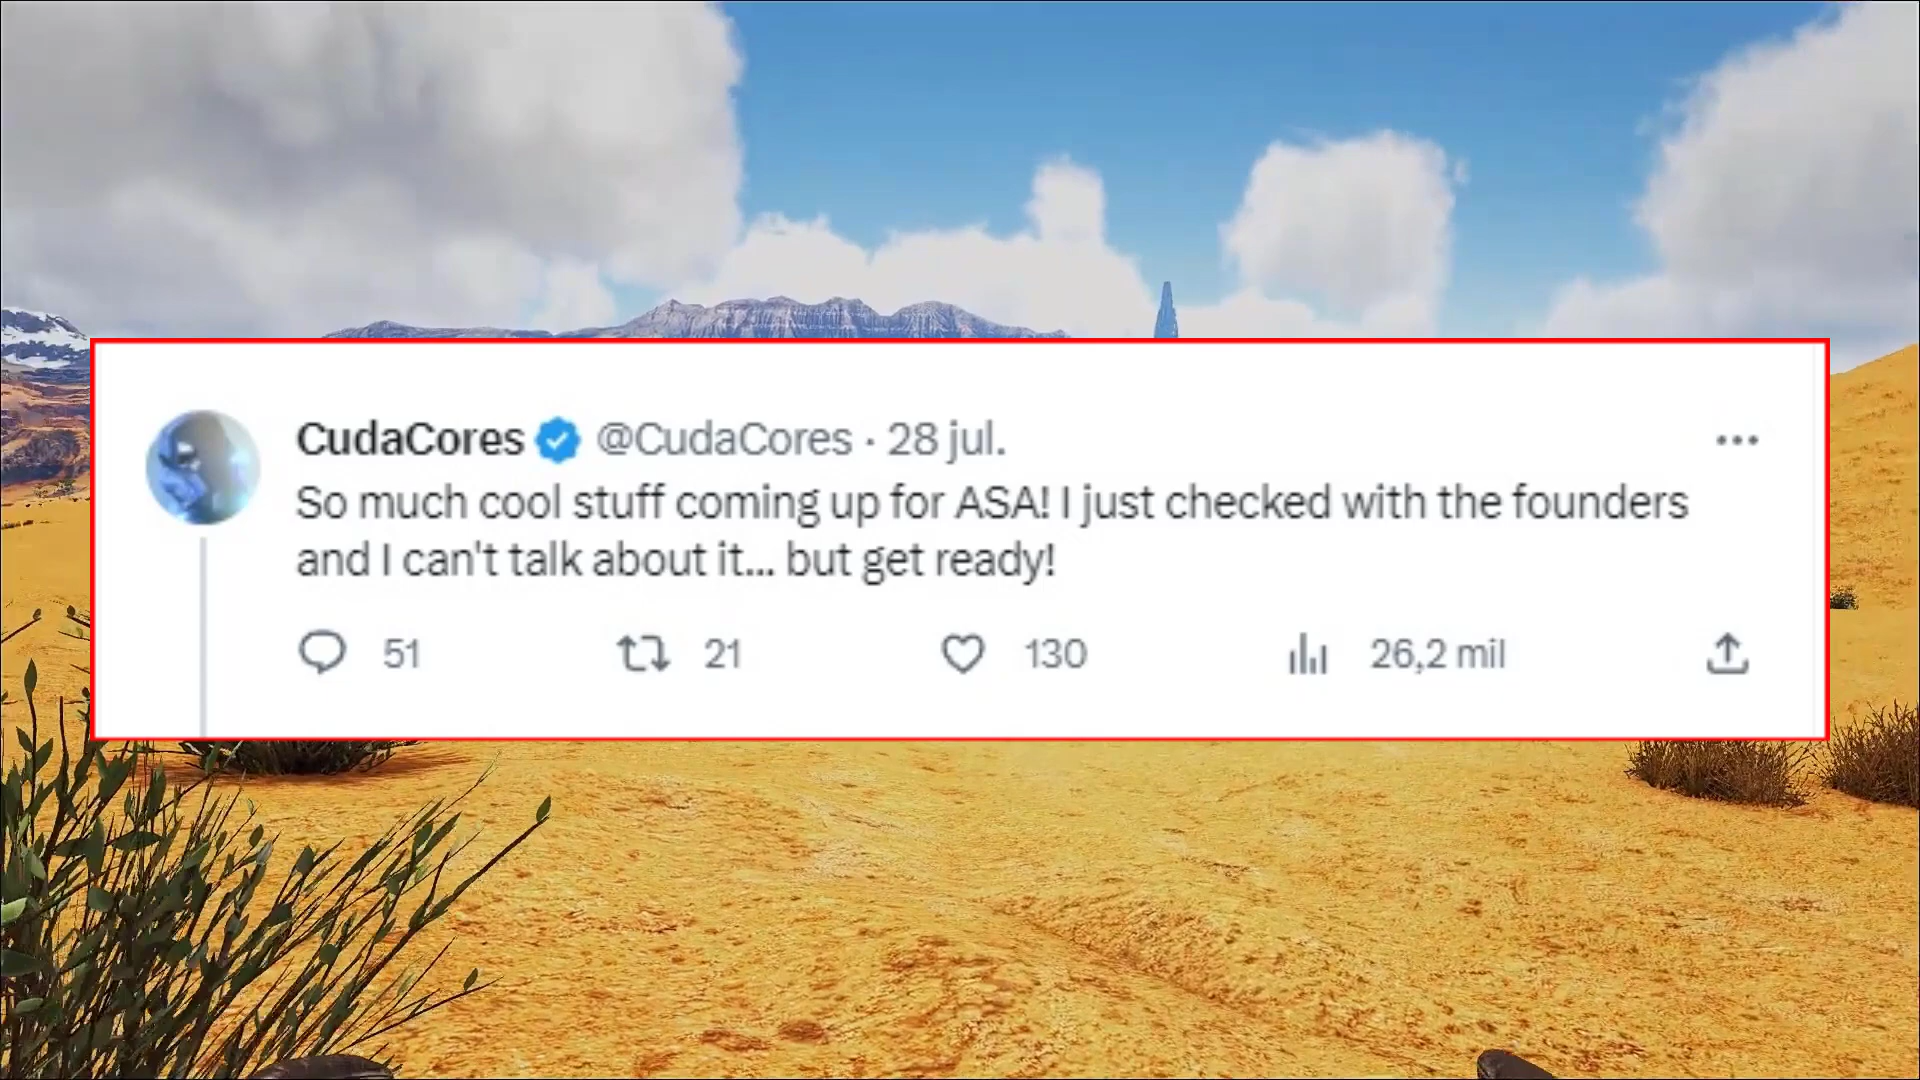 CudaCores @CudaCores · 28 jul.
So much cool stuff coming up for ASA! I just checked with the founders
and I can't talk about it... but get ready!
51 21 130 26,2 mil